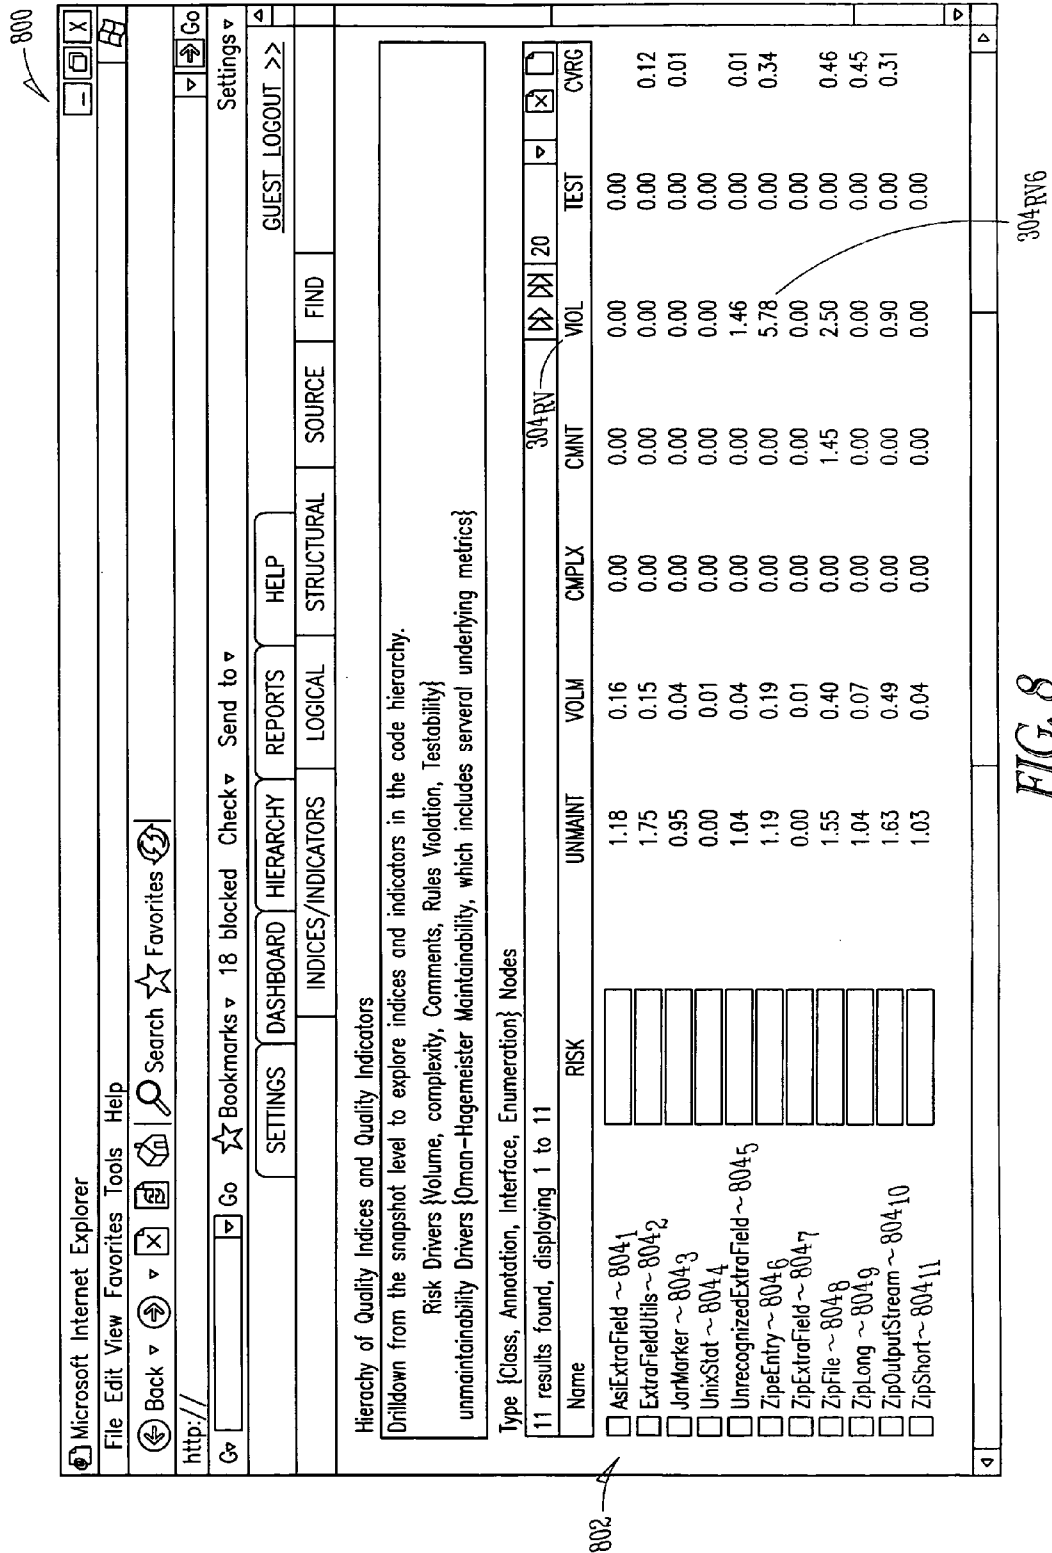 800
Microsoft Internet Explorer
_ X
File Edit View Favorites Tools Help
Back Search Favorites
http:// Go
G Go Bookmarks 18 blocked Check Send to Settings
SETTINGS DASHBOARD HIERARCHY REPORTS HELP GUEST LOGOUT >>
INDICES/INDICATORS LOGICAL STRUCTURAL SOURCE FIND
Hierachy of Quality Indices and Quality Indicators
Drilldown from the snapshot level to explore indices and indicators in the code hierarchy.
Risk Drivers {Volume, complexity, Comments, Rules Violation, Testability}
unmaintainability Drivers {Oman-Hagemeister Maintainability, which includes serveral underlying metrics}
Type {Class, Annotation, Interface, Enumeration} Nodes
11 results found, displaying 1 to 11 304RV 20 X
Name RISK UNMAINT VOLM CMPLX CMNT VIOL TEST CVRG
802
AsiExtraField ~ 804₁ 1.18 0.16 0.00 0.00 0.00 0.00
ExtraFieldUtils ~ 804₂ 1.75 0.15 0.00 0.00 0.00 0.00 0.12
JarMarker ~ 804₃ 0.95 0.04 0.00 0.00 0.00 0.00 0.01
UnixStat ~ 804₄ 0.00 0.01 0.00 0.00 0.00 0.00
UnrecognizedExtraField ~ 804₅ 1.04 0.04 0.00 0.00 1.46 0.00 0.01
ZipeEntry ~ 804₆ 1.19 0.19 0.00 0.00 5.78 0.00 0.34
ZipExtraField ~ 804₇ 0.00 0.01 0.00 0.00 0.00 0.00
ZipFile ~ 804₈ 1.55 0.40 0.00 1.45 2.50 0.00 0.46
ZipLong ~ 804₉ 1.04 0.07 0.00 0.00 0.00 0.00 0.45
ZipOutputStream ~ 804₁₀ 1.63 0.49 0.00 0.00 0.90 0.00 0.31
ZipShort ~ 804₁₁ 1.03 0.04 0.00 0.00 0.00 0.00
304RV6
FIG. 8